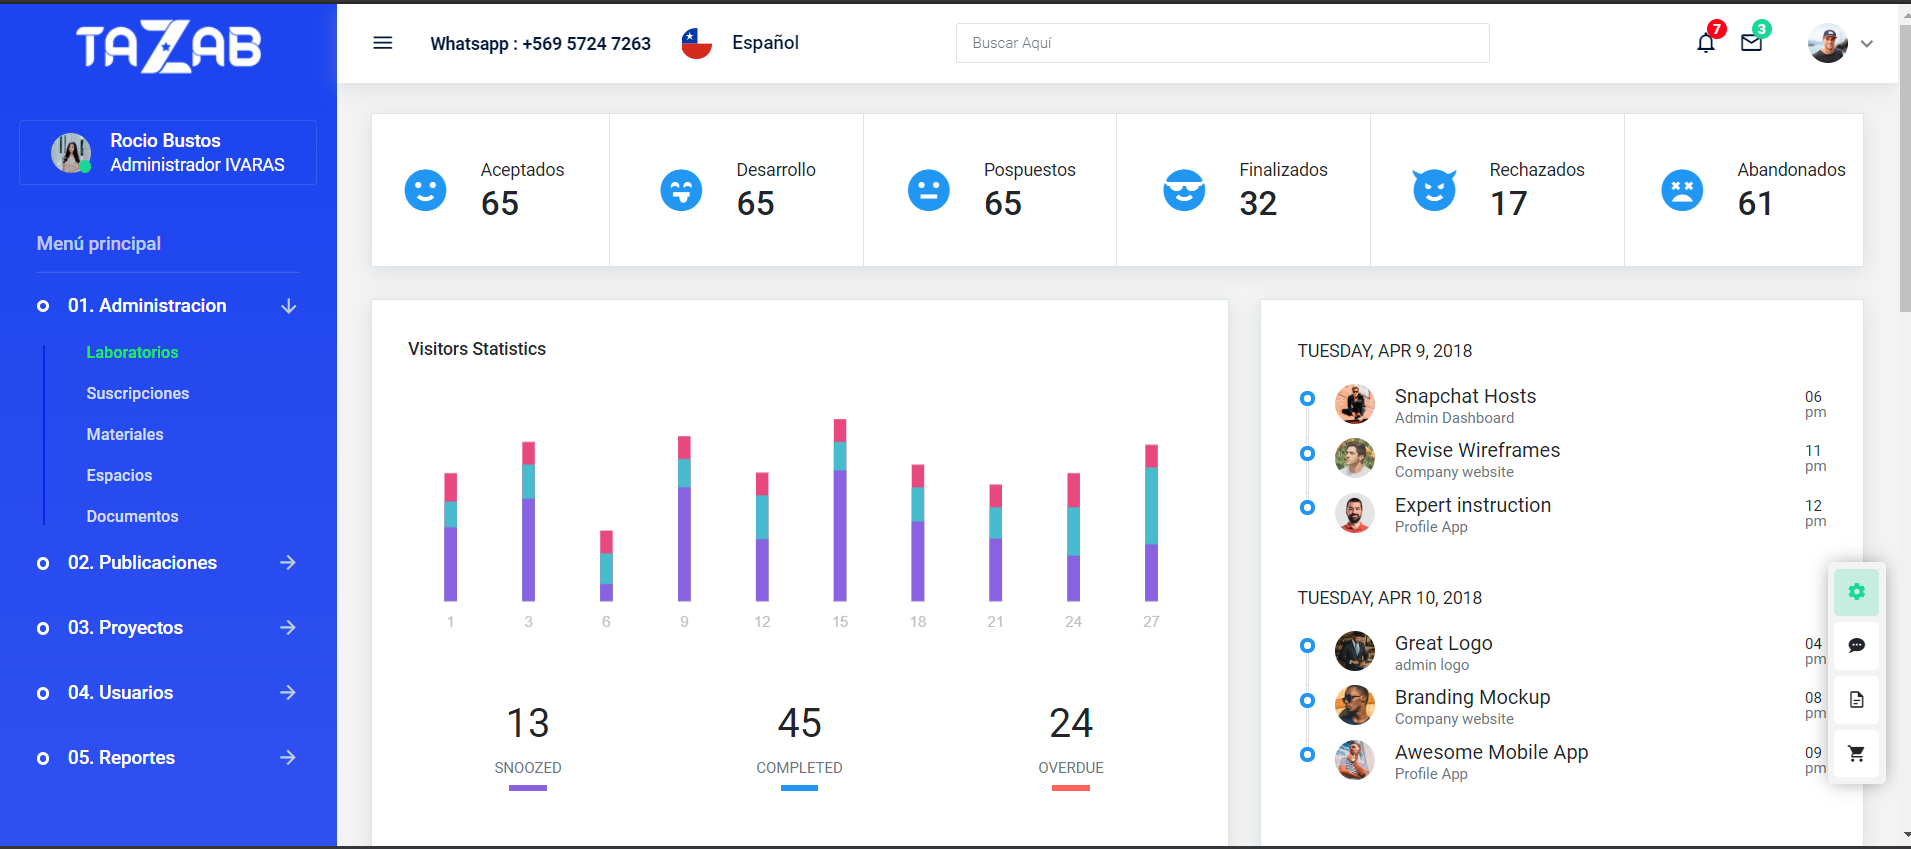 TAZAB
Whatsapp : +569 5724 7263
Español
Buscar Aquí
7
3
Rocio Bustos
Administrador IVARAS
Menú principal
01. Administracion
Laboratorios
Suscripciones
Materiales
Espacios
Documentos
02. Publicaciones
03. Proyectos
04. Usuarios
05. Reportes
Aceptados
65
Desarrollo
65
Pospuestos
65
Finalizados
32
Rechazados
17
Abandonados
61
Visitors Statistics
1 3 6 9 12 15 18 21 24 27
13
SNOOZED
45
COMPLETED
24
OVERDUE
TUESDAY, APR 9, 2018
Snapchat Hosts
Admin Dashboard
06
pm
Revise Wireframes
Company website
11
pm
Expert instruction
Profile App
12
pm
TUESDAY, APR 10, 2018
Great Logo
admin logo
04
pm
Branding Mockup
Company website
08
pm
Awesome Mobile App
Profile App
09
pm